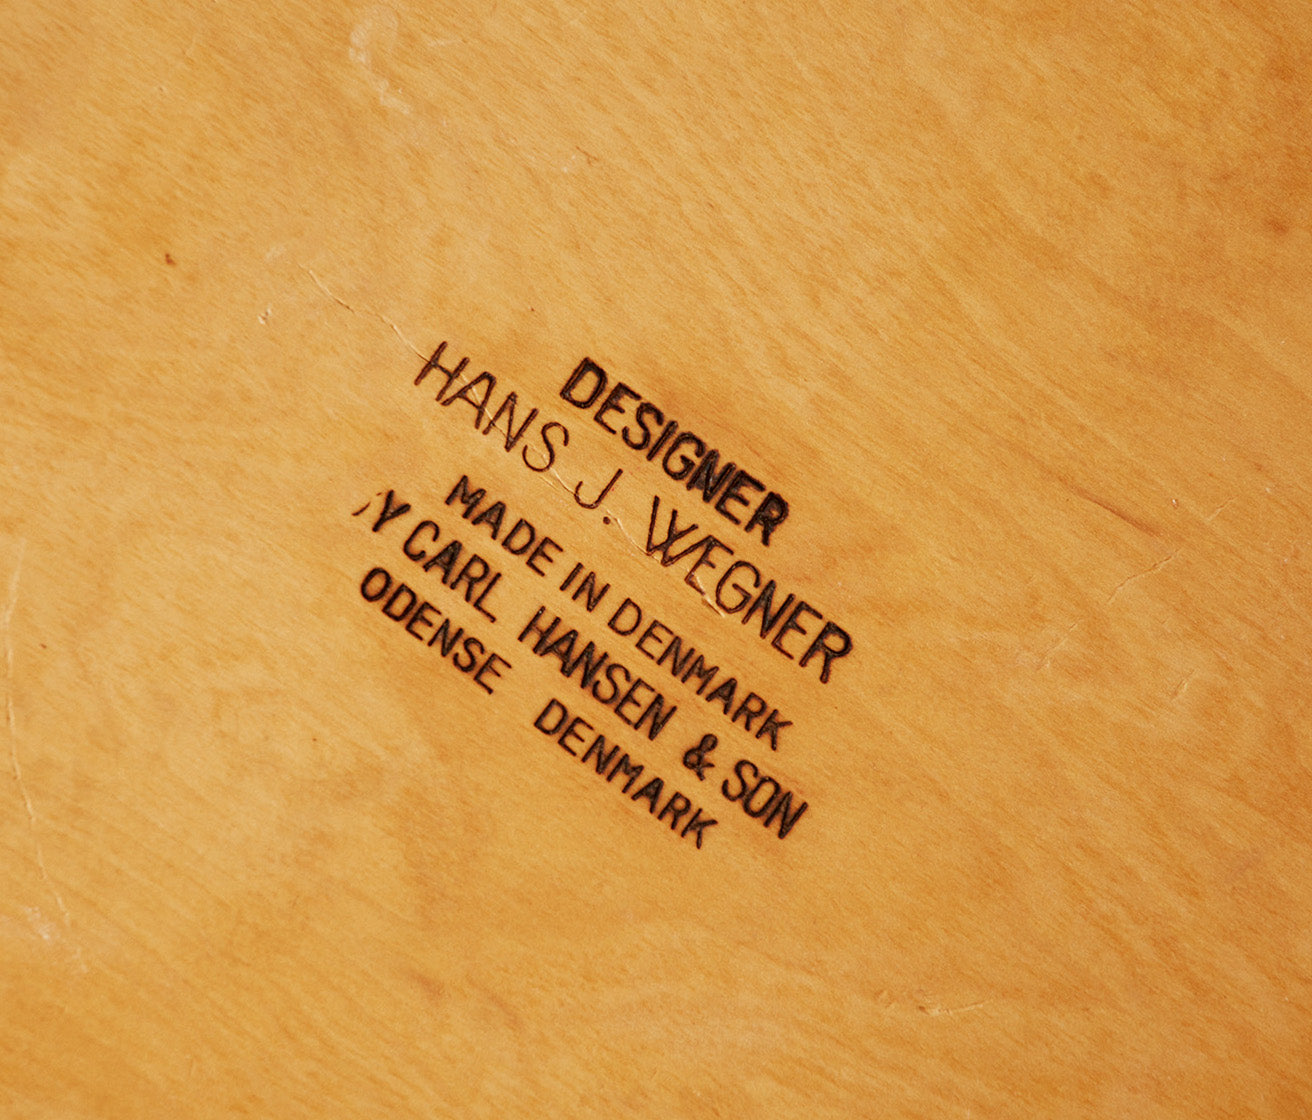 DESIGNER
HANS J. WEGNER
MADE IN DENMARK
Y CARL HANSEN & SON
ODENSE DENMARK